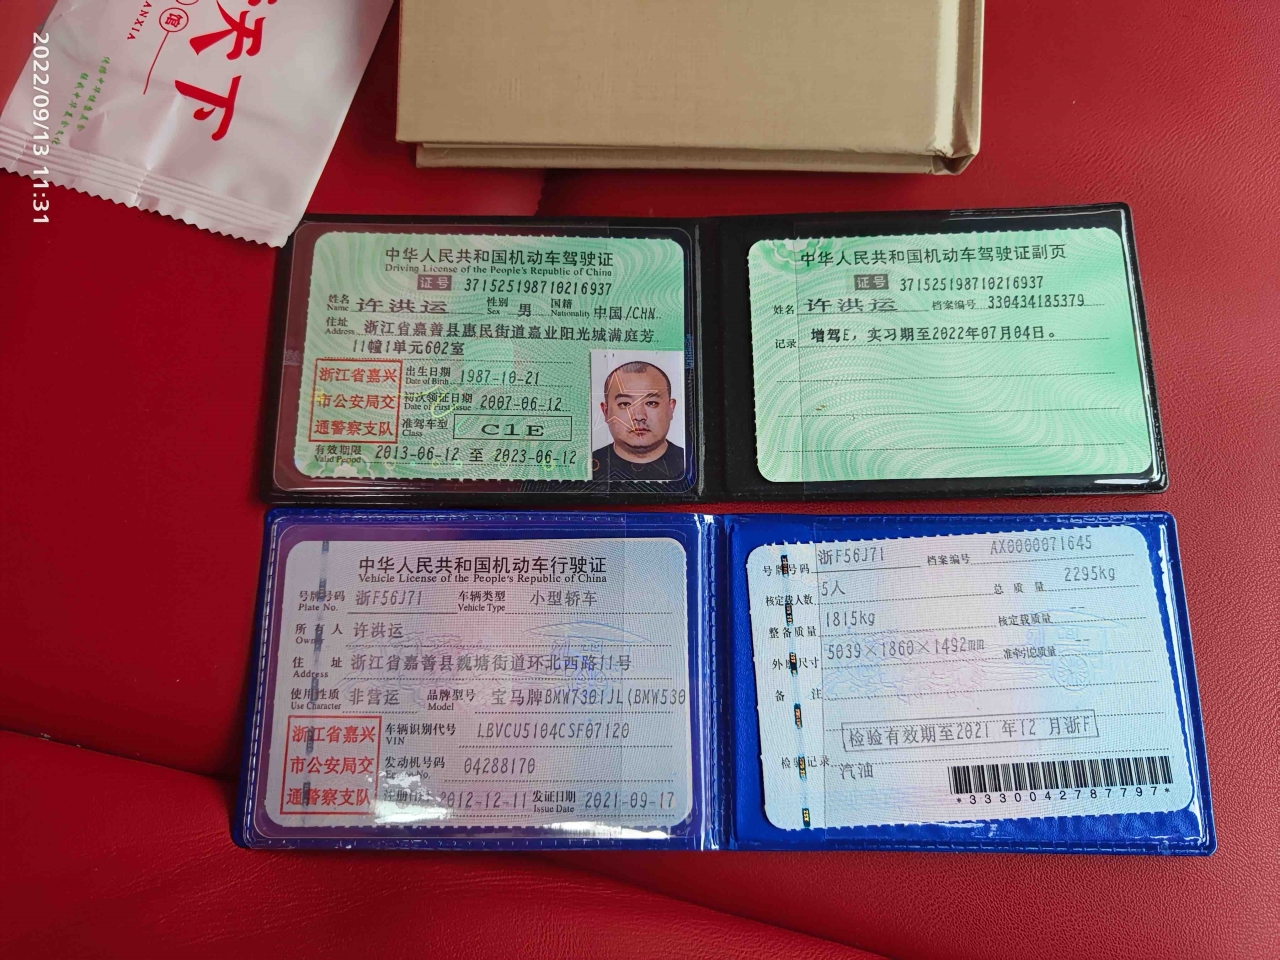 2022/09/13 11:31
天下
馆
ANXIA
中华人民共和国机动车驾驶证
Driving License of the People's Republic of China
证号 371525198710216937
姓名 Name 许洪运 性别 Sex 男 国籍 Nationality 中国/CHN
住址 Address 浙江省嘉善县惠民街道嘉业阳光城满庭芳
11幢1单元602室
浙江省嘉兴
市公安局交
通警察支队
出生日期 Date of Birth 1987-10-21
初次领证日期 Date of First Issue 2007-06-12
准驾车型 Class C1E
有效期限 Valid Period 2013-06-12 至 2023-06-12
中华人民共和国机动车驾驶证副页
证号 371525198710216937
姓名 许洪运 档案编号 330434185379
记录 增驾E,实习期至2022年07月04日。
中华人民共和国机动车行驶证
Vehicle License of the People's Republic of China
号牌号码 Plate No. 浙F56J71 车辆类型 Vehicle Type 小型轿车
所有人 Owner 许洪运
住址 Address 浙江省嘉善县魏塘街道环北西路11号
使用性质 Use Character 非营运 品牌型号 Model 宝马牌BMW7301JL(BMW530
浙江省嘉兴
市公安局交
通警察支队
车辆识别代号 VIN LBVCU5104CSF07120
发动机号码 Engine No. 04288170
注册日期 2012-12-11 发证日期 Issue Date 2021-09-17
号牌号码 浙F56J71 档案编号 AX0000071645
核定载人数 5人 总质量 2295kg
整备质量 1815kg 核定载质量 --
外廓尺寸 5039×1860×1492mm 准牵引总质量 --
备注
检验有效期至2021年12月浙F
检验记录 汽油
*3330042787797*